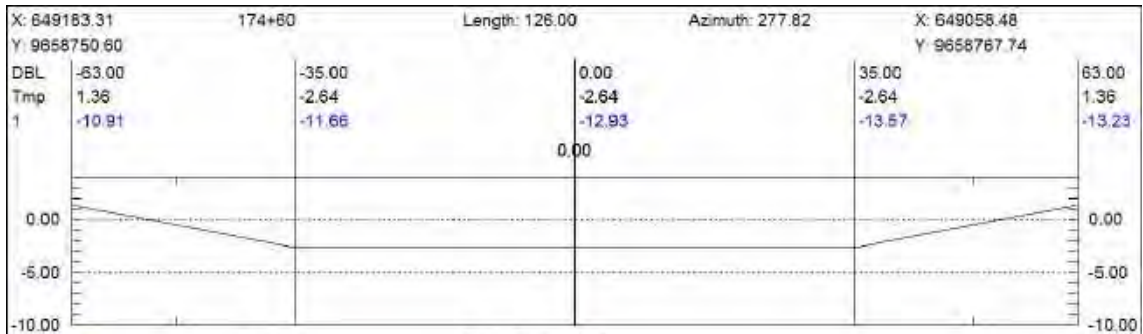 X: 649183.31 174+60 Length: 126.00 Azimuth: 277.82 X: 649058.48
Y: 9658750.60 Y: 9658767.74
DBL -63.00 -35.00 0.00 35.00 63.00
Tmp 1.36 -2.64 -2.64 -2.64 1.36
1 -10.91 -11.66 -12.93 -13.57 -13.23
0.00
0.00 0.00
-5.00 -5.00
-10.00 -10.00